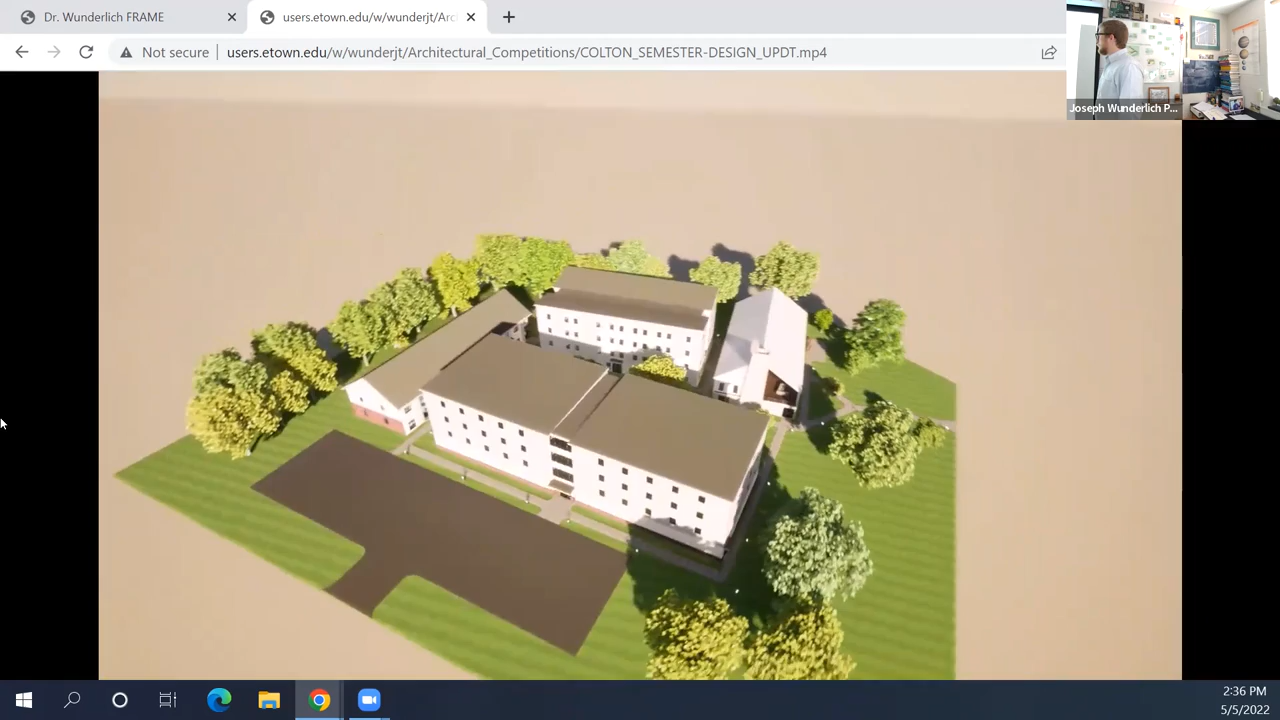 Dr. Wunderlich FRAME
users.etown.edu/w/wunderjt/Arc
Not secure
users.etown.edu/w/wunderjt/Architectural_Competitions/COLTON_SEMESTER-DESIGN_UPDT.mp4
Joseph Wunderlich P...
2:36 PM
5/5/2022